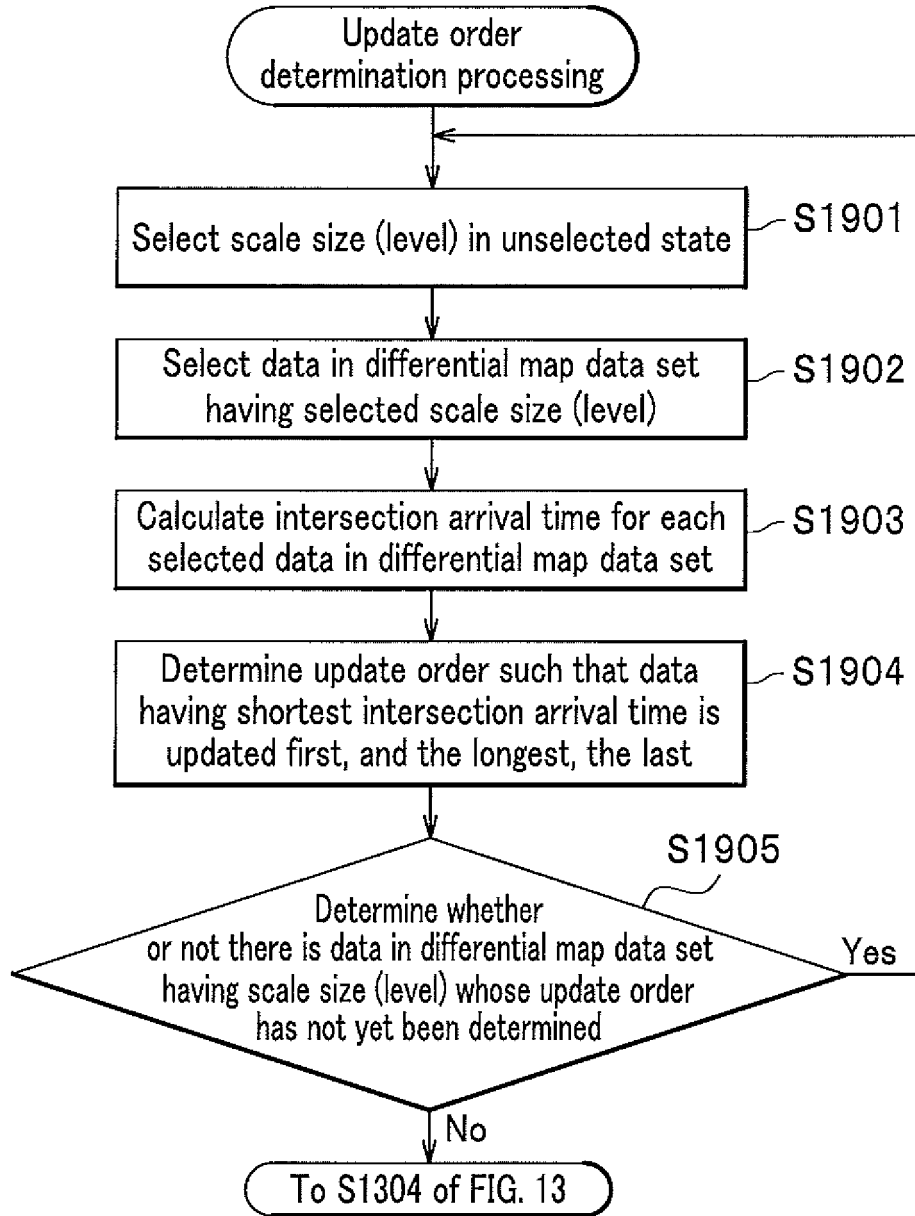 Update order
determination processing
Select scale size (level) in unselected state
S1901
Select data in differential map data set
having selected scale size (level)
S1902
Calculate intersection arrival time for each
selected data in differential map data set
S1903
Determine update order such that data
having shortest intersection arrival time is
updated first, and the longest, the last
S1904
S1905
Determine whether
or not there is data in differential map data set
having scale size (level) whose update order
has not yet been determined
Yes
No
To S1304 of FIG. 13